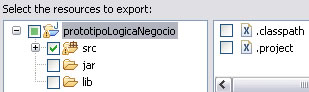 Select the resources to export:
prototipoLogicaNegocio
src
jar
lib
.classpath
.project